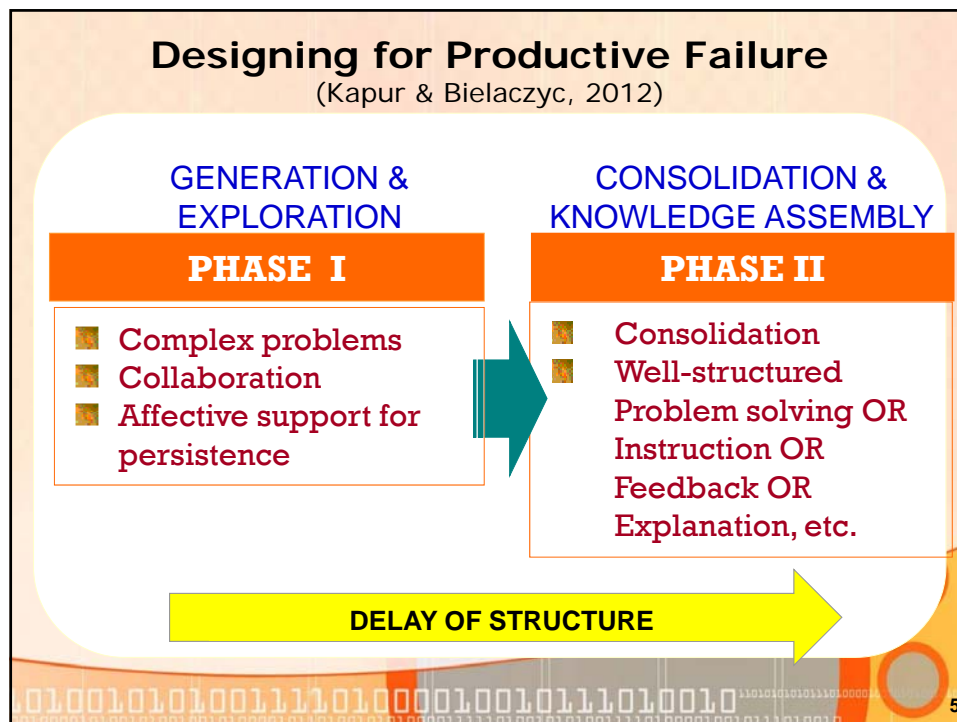 Designing for Productive Failure
(Kapur & Bielaczyc, 2012)
GENERATION &
EXPLORATION
PHASE I
Complex problems
Collaboration
Affective support for
persistence
CONSOLIDATION &
KNOWLEDGE ASSEMBLY
PHASE II
Consolidation
Well-structured
Problem solving OR
Instruction OR
Feedback OR
Explanation, etc.
DELAY OF STRUCTURE
5